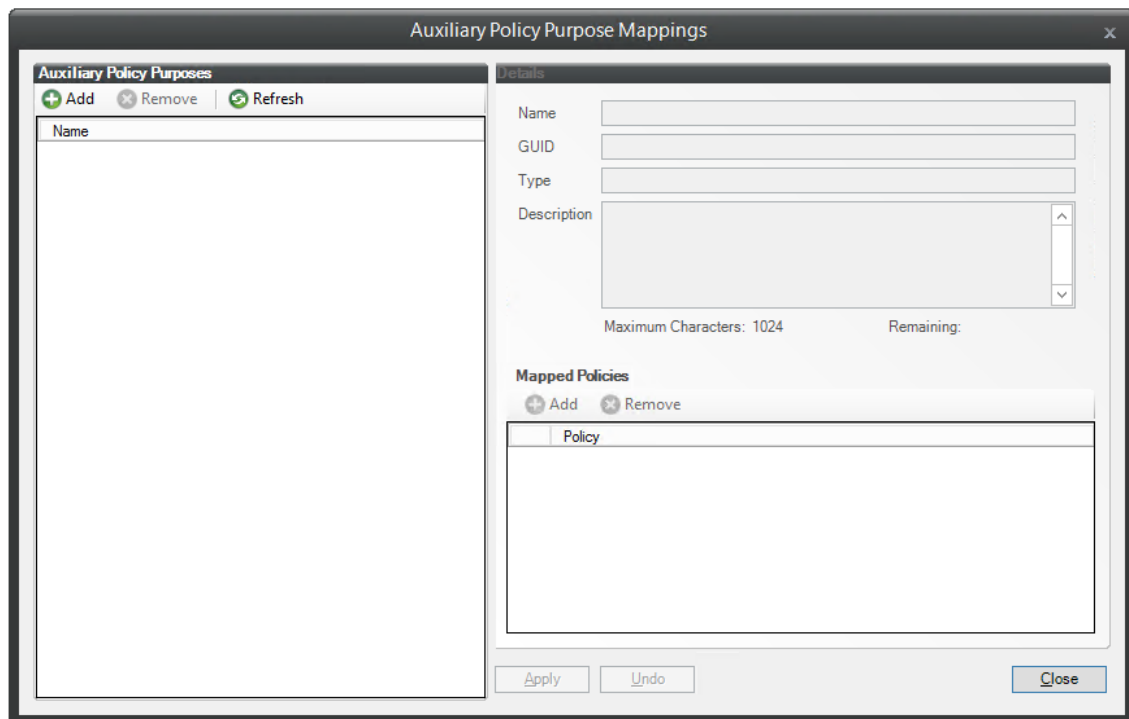 Auxiliary Policy Purpose Mappings
x
Auxiliary Policy Purposes
Add Remove Refresh
Name
Details
Name
GUID
Type
Description
Maximum Characters: 1024 Remaining:
Mapped Policies
Add Remove
Policy
Apply Undo Close